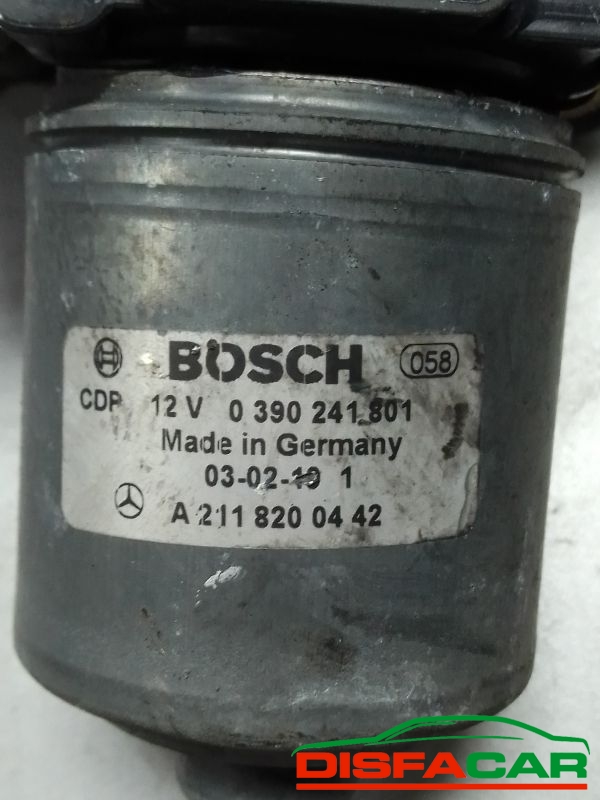 BOSCH 058
CDP 12 V 0 390 241 801
Made in Germany
03-02-19 1
A 211 820 04 42
DISFACAR